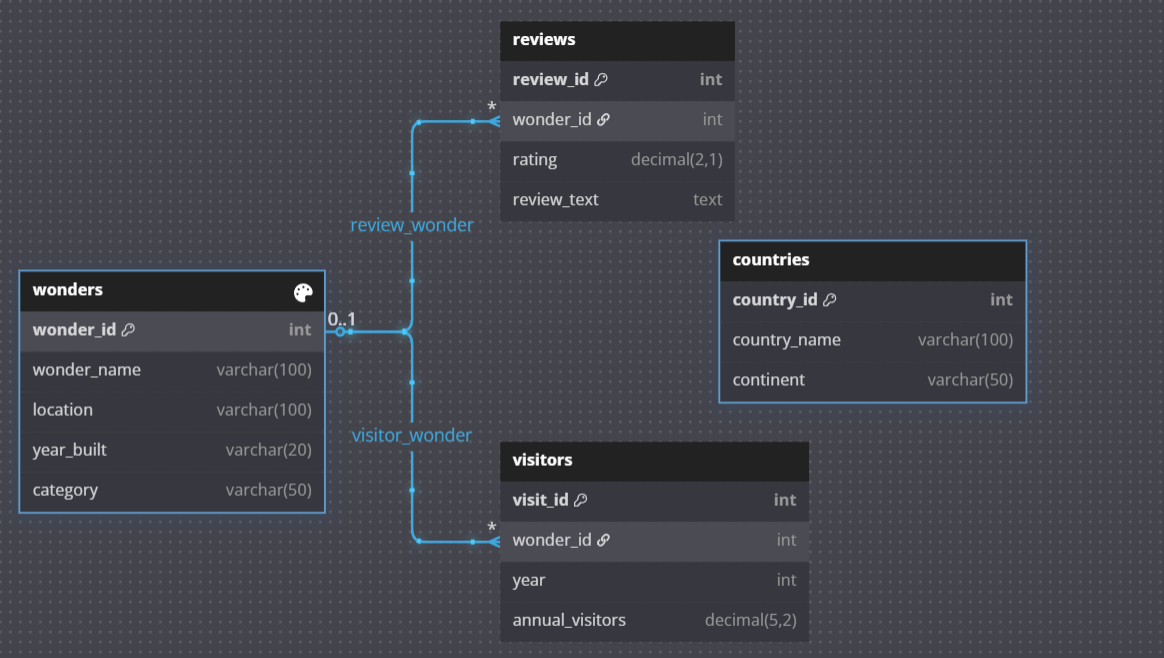 reviews
review_id int
* wonder_id int
rating decimal(2,1)
review_text text
review_wonder
countries
country_id int
country_name varchar(100)
continent varchar(50)
wonders
wonder_id int 0..1
wonder_name varchar(100)
location varchar(100)
year_built varchar(20)
category varchar(50)
visitor_wonder
visitors
visit_id int
* wonder_id int
year int
annual_visitors decimal(5,2)